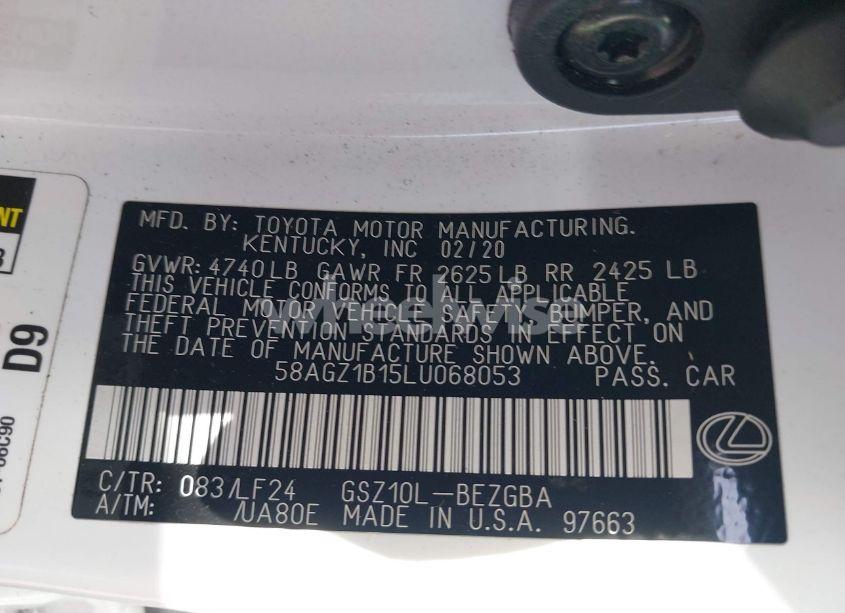 MFD. BY: TOYOTA MOTOR MANUFACTURING.
KENTUCKY, INC 02/20
GVWR: 4740LB GAWR FR 2625LB RR 2425 LB
THIS VEHICLE CONFORMS TO ALL APPLICABLE
FEDERAL MOTOR VEHICLE SAFETY, BUMPER, AND
THEFT PREVENTION STANDARDS IN EFFECT ON
THE DATE OF MANUFACTURE SHOWN ABOVE.
58AGZ1B15LU068053 PASS. CAR
C/TR: 083/LF24 GSZ10L-BEZGBA
A/TM: /UA80E MADE IN U.S.A. 97663
D9
wheelwise